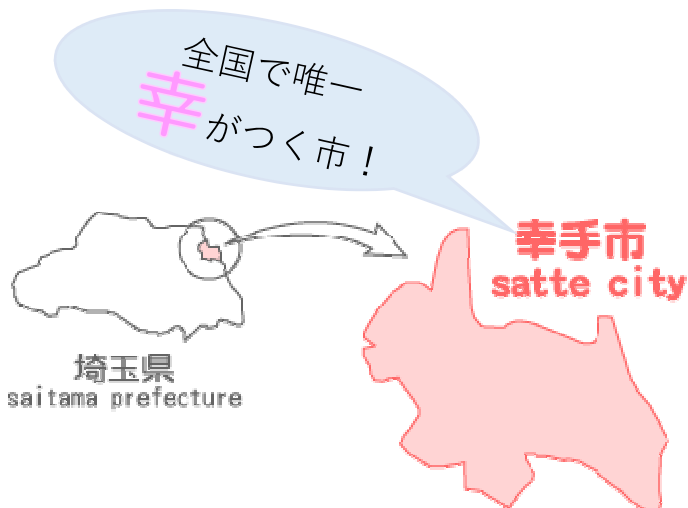 全国で唯一
幸がつく市！
幸手市
satte city
埼玉県
saitama prefecture